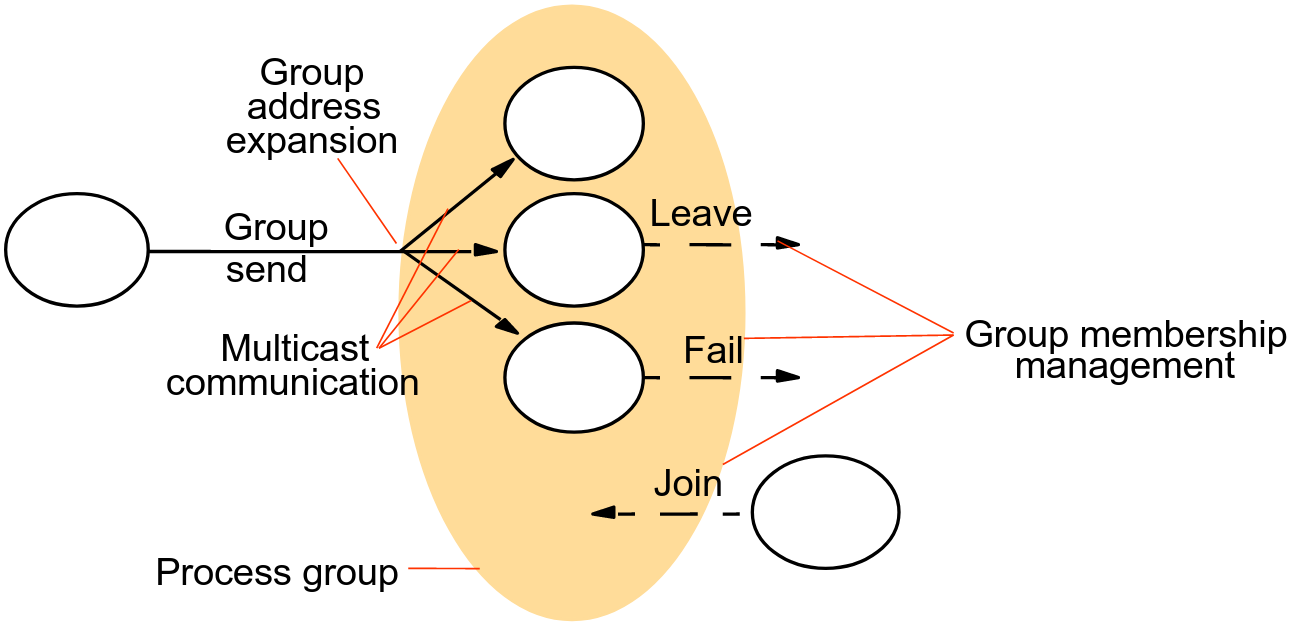 Group
address
expansion
Group
send
Leave
Multicast
communication
Fail
Group membership
management
Join
Process group